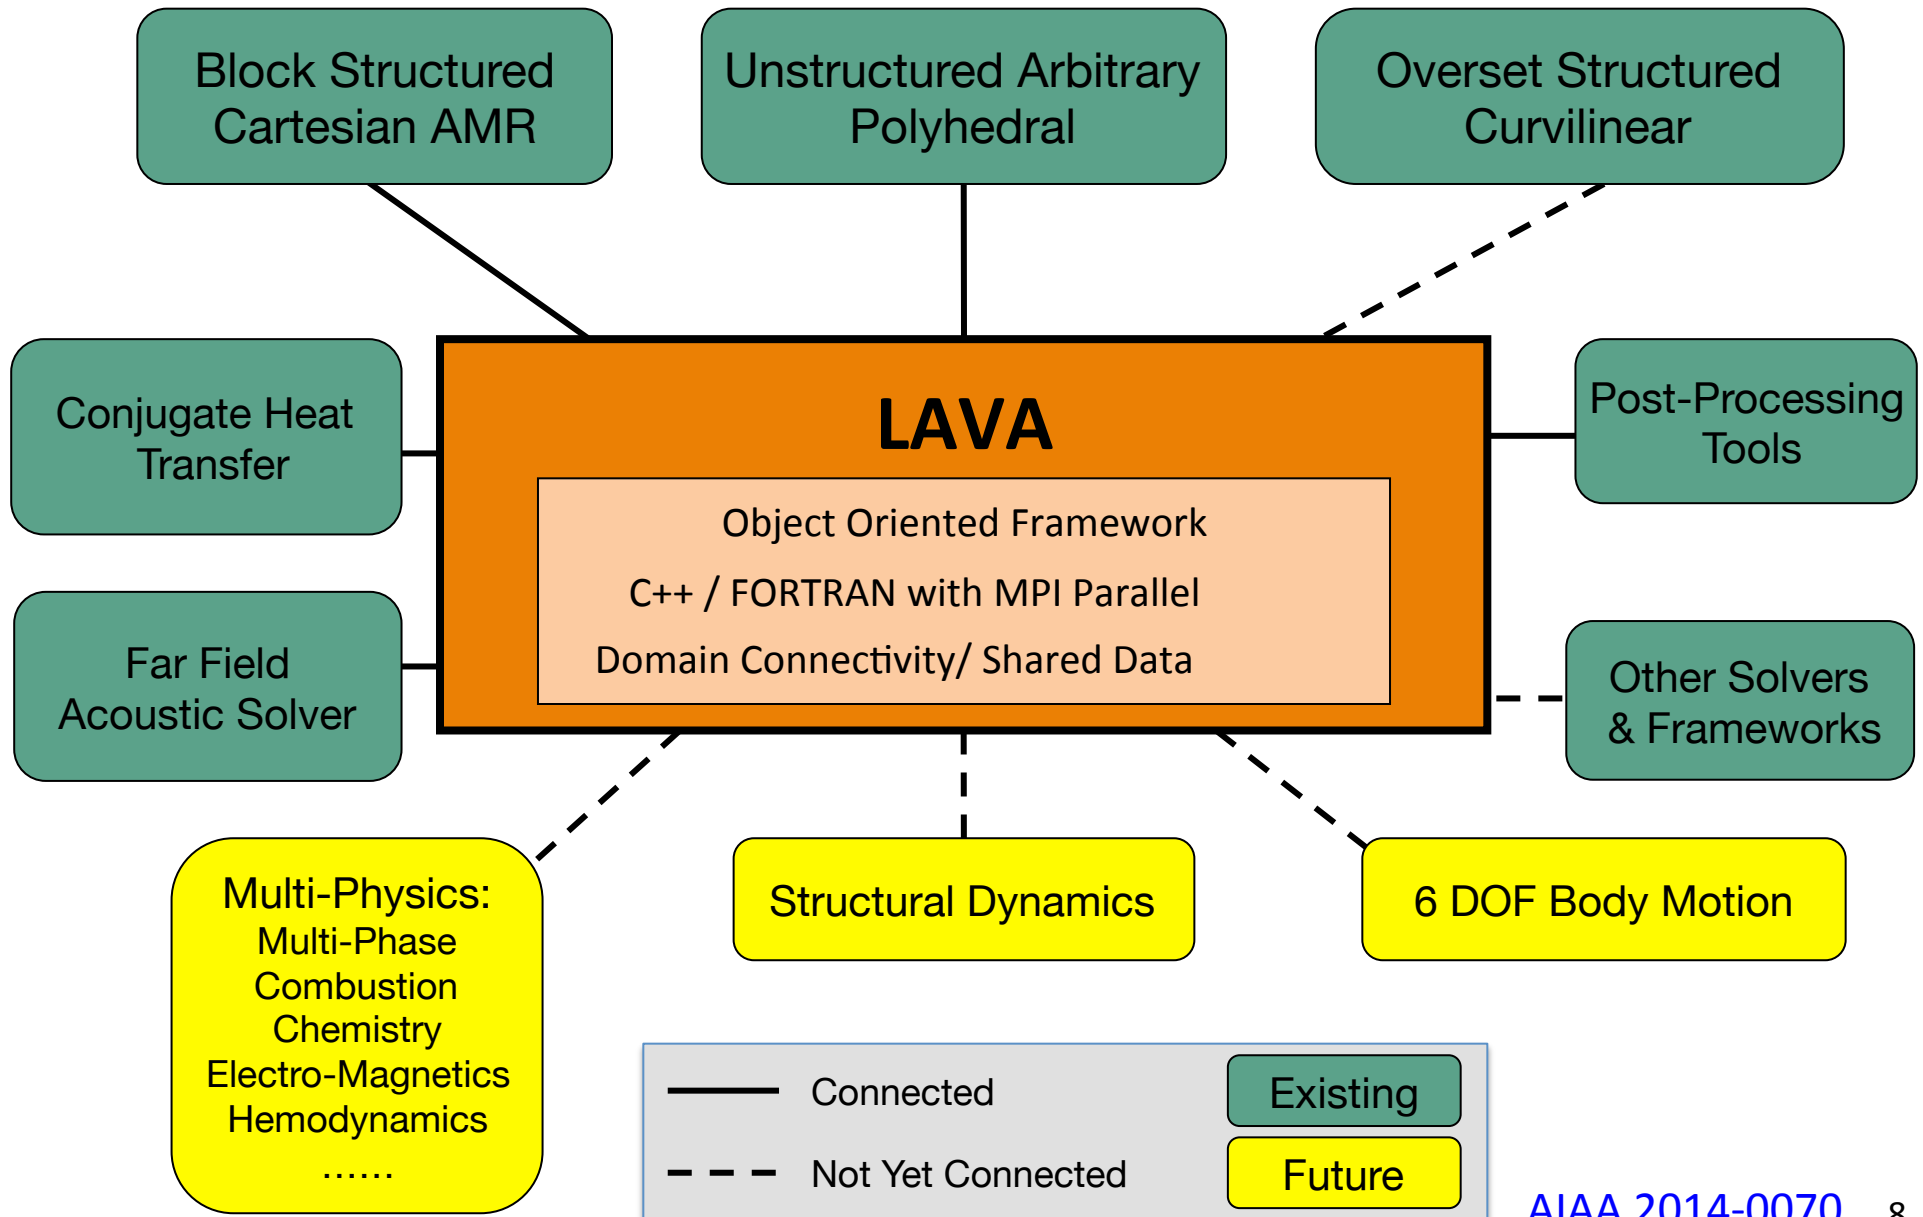 Block Structured
Cartesian AMR
Unstructured Arbitrary
Polyhedral
Overset Structured
Curvilinear
Conjugate Heat
Transfer
LAVA
Post-Processing
Tools
Object Oriented Framework
C++ / FORTRAN with MPI Parallel
Domain Connectivity/ Shared Data
Far Field
Acoustic Solver
Other Solvers
& Frameworks
Multi-Physics:
Multi-Phase
Combustion
Chemistry
Electro-Magnetics
Hemodynamics
......
Structural Dynamics
6 DOF Body Motion
Connected
Existing
Not Yet Connected
Future
AIAA 2014-0070
8